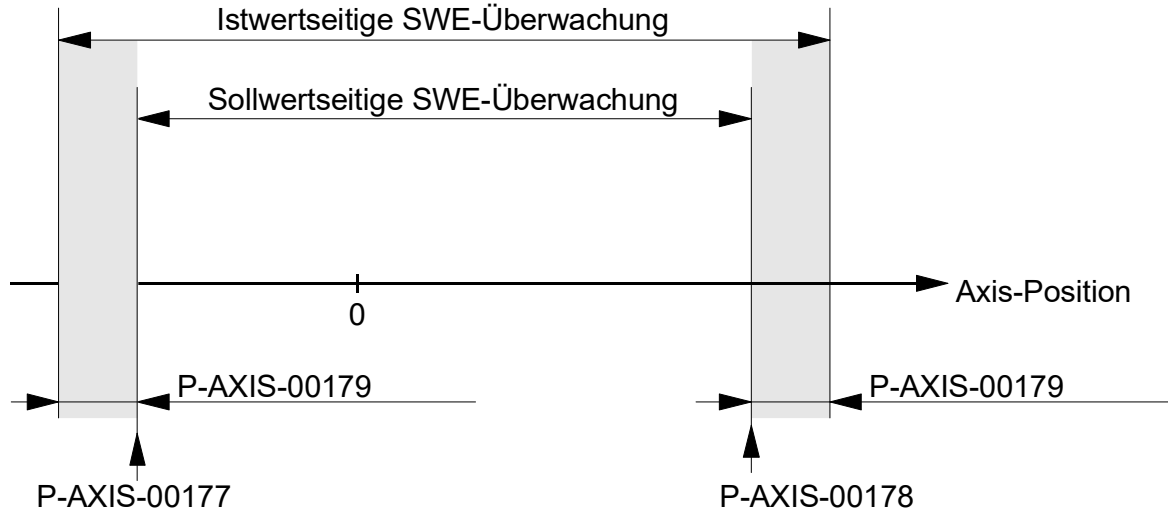 Istwertseitige SWE-Überwachung
Sollwertseitige SWE-Überwachung
Axis-Position
0
P-AXIS-00179
P-AXIS-00179
P-AXIS-00177
P-AXIS-00178